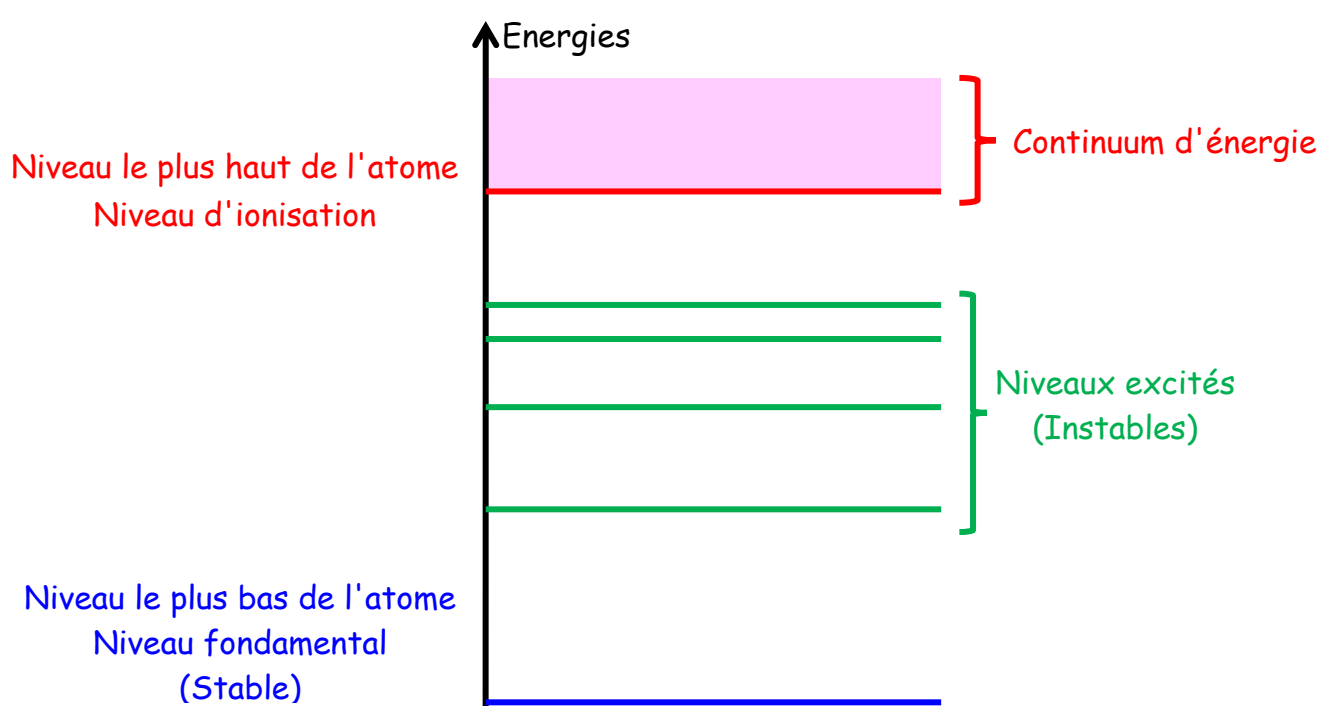 Energies
Continuum d'énergie
Niveau le plus haut de l'atome
Niveau d'ionisation
Niveaux excités
(Instables)
Niveau le plus bas de l'atome
Niveau fondamental
(Stable)